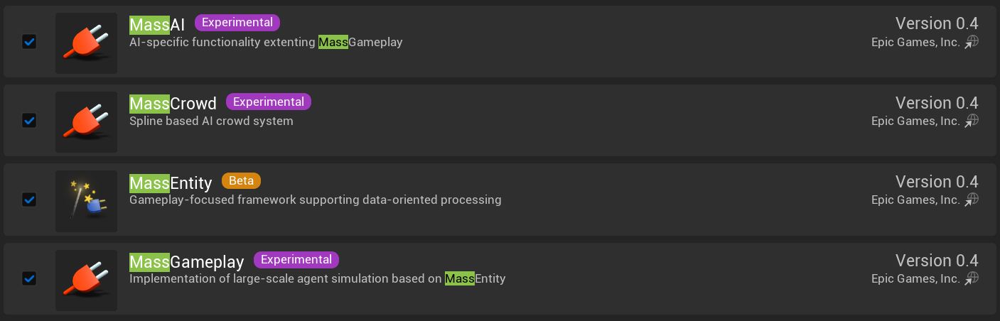 MassAI Experimental Version 0.4
AI-specific functionality extenting MassGameplay Epic Games, Inc.
MassCrowd Experimental Version 0.4
Spline based AI crowd system Epic Games, Inc.
MassEntity Beta Version 0.4
Gameplay-focused framework supporting data-oriented processing Epic Games, Inc.
MassGameplay Experimental Version 0.4
Implementation of large-scale agent simulation based on MassEntity Epic Games, Inc.